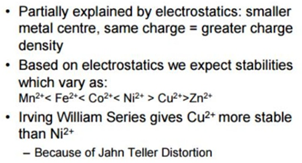 • Partially explained by electrostatics: smaller
metal centre, same charge = greater charge
density
• Based on electrostatics we expect stabilities
which vary as:
Mn²⁺< Fe²⁺< Co²⁺< Ni²⁺ > Cu²⁺>Zn²⁺
• Irving William Series gives Cu²⁺ more stable
than Ni²⁺
– Because of Jahn Teller Distortion